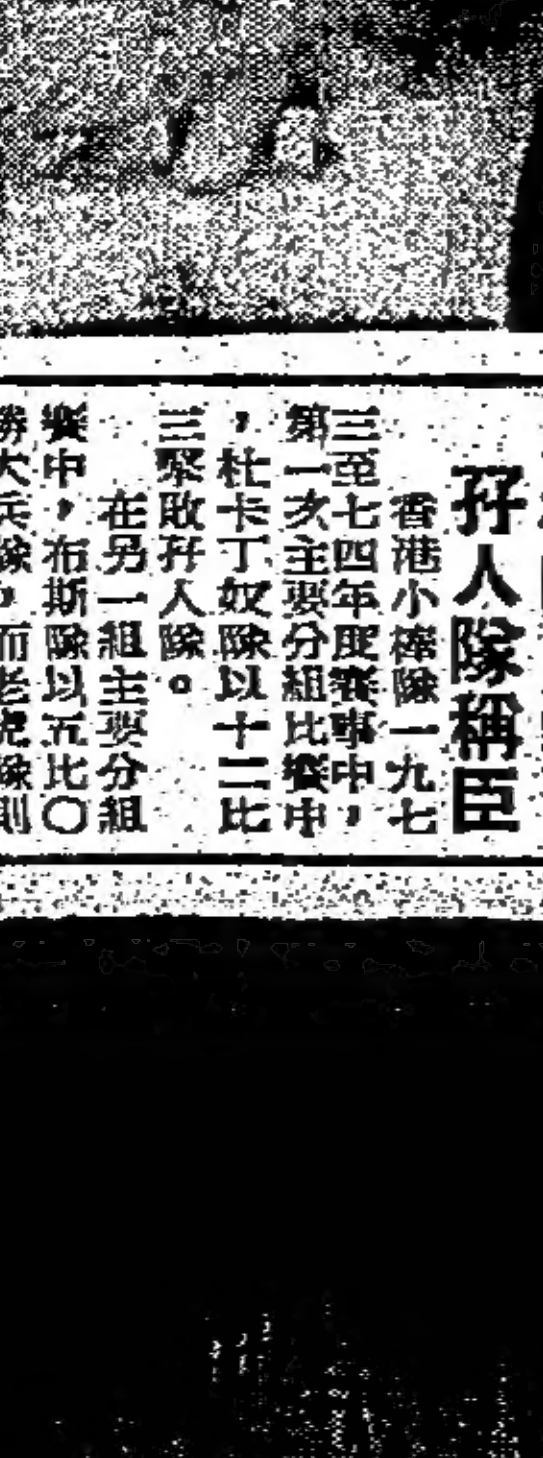 孖人隊稱臣
香港小棒隊一九七
三至七四年度賽事中，
第一次主要分組比賽中
，杜卡丁奴隊以十二比
三擊敗孖人隊。
在另一組主要分組
賽中，布斯隊以五比〇
勝大兵隊，而老虎隊則